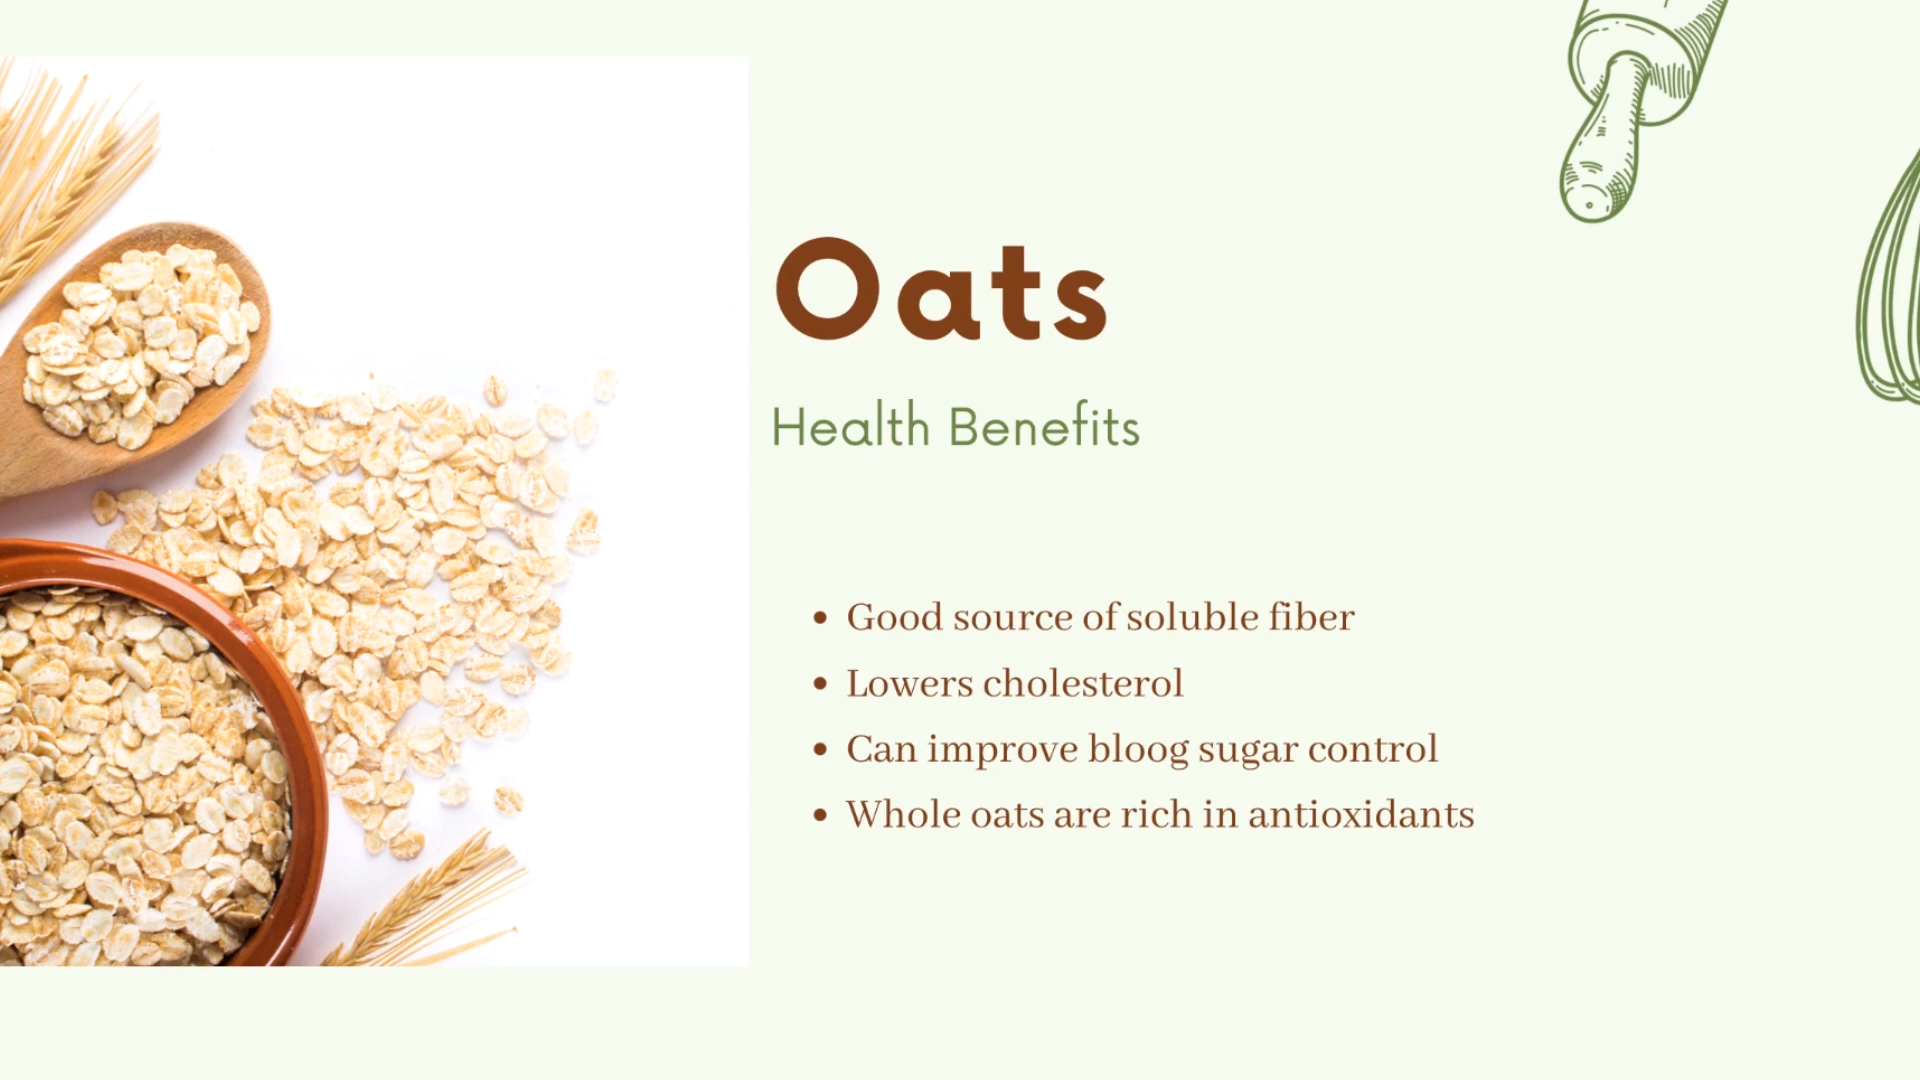 Oats
Health Benefits
• Good source of soluble fiber
• Lowers cholesterol
• Can improve bloog sugar control
• Whole oats are rich in antioxidants